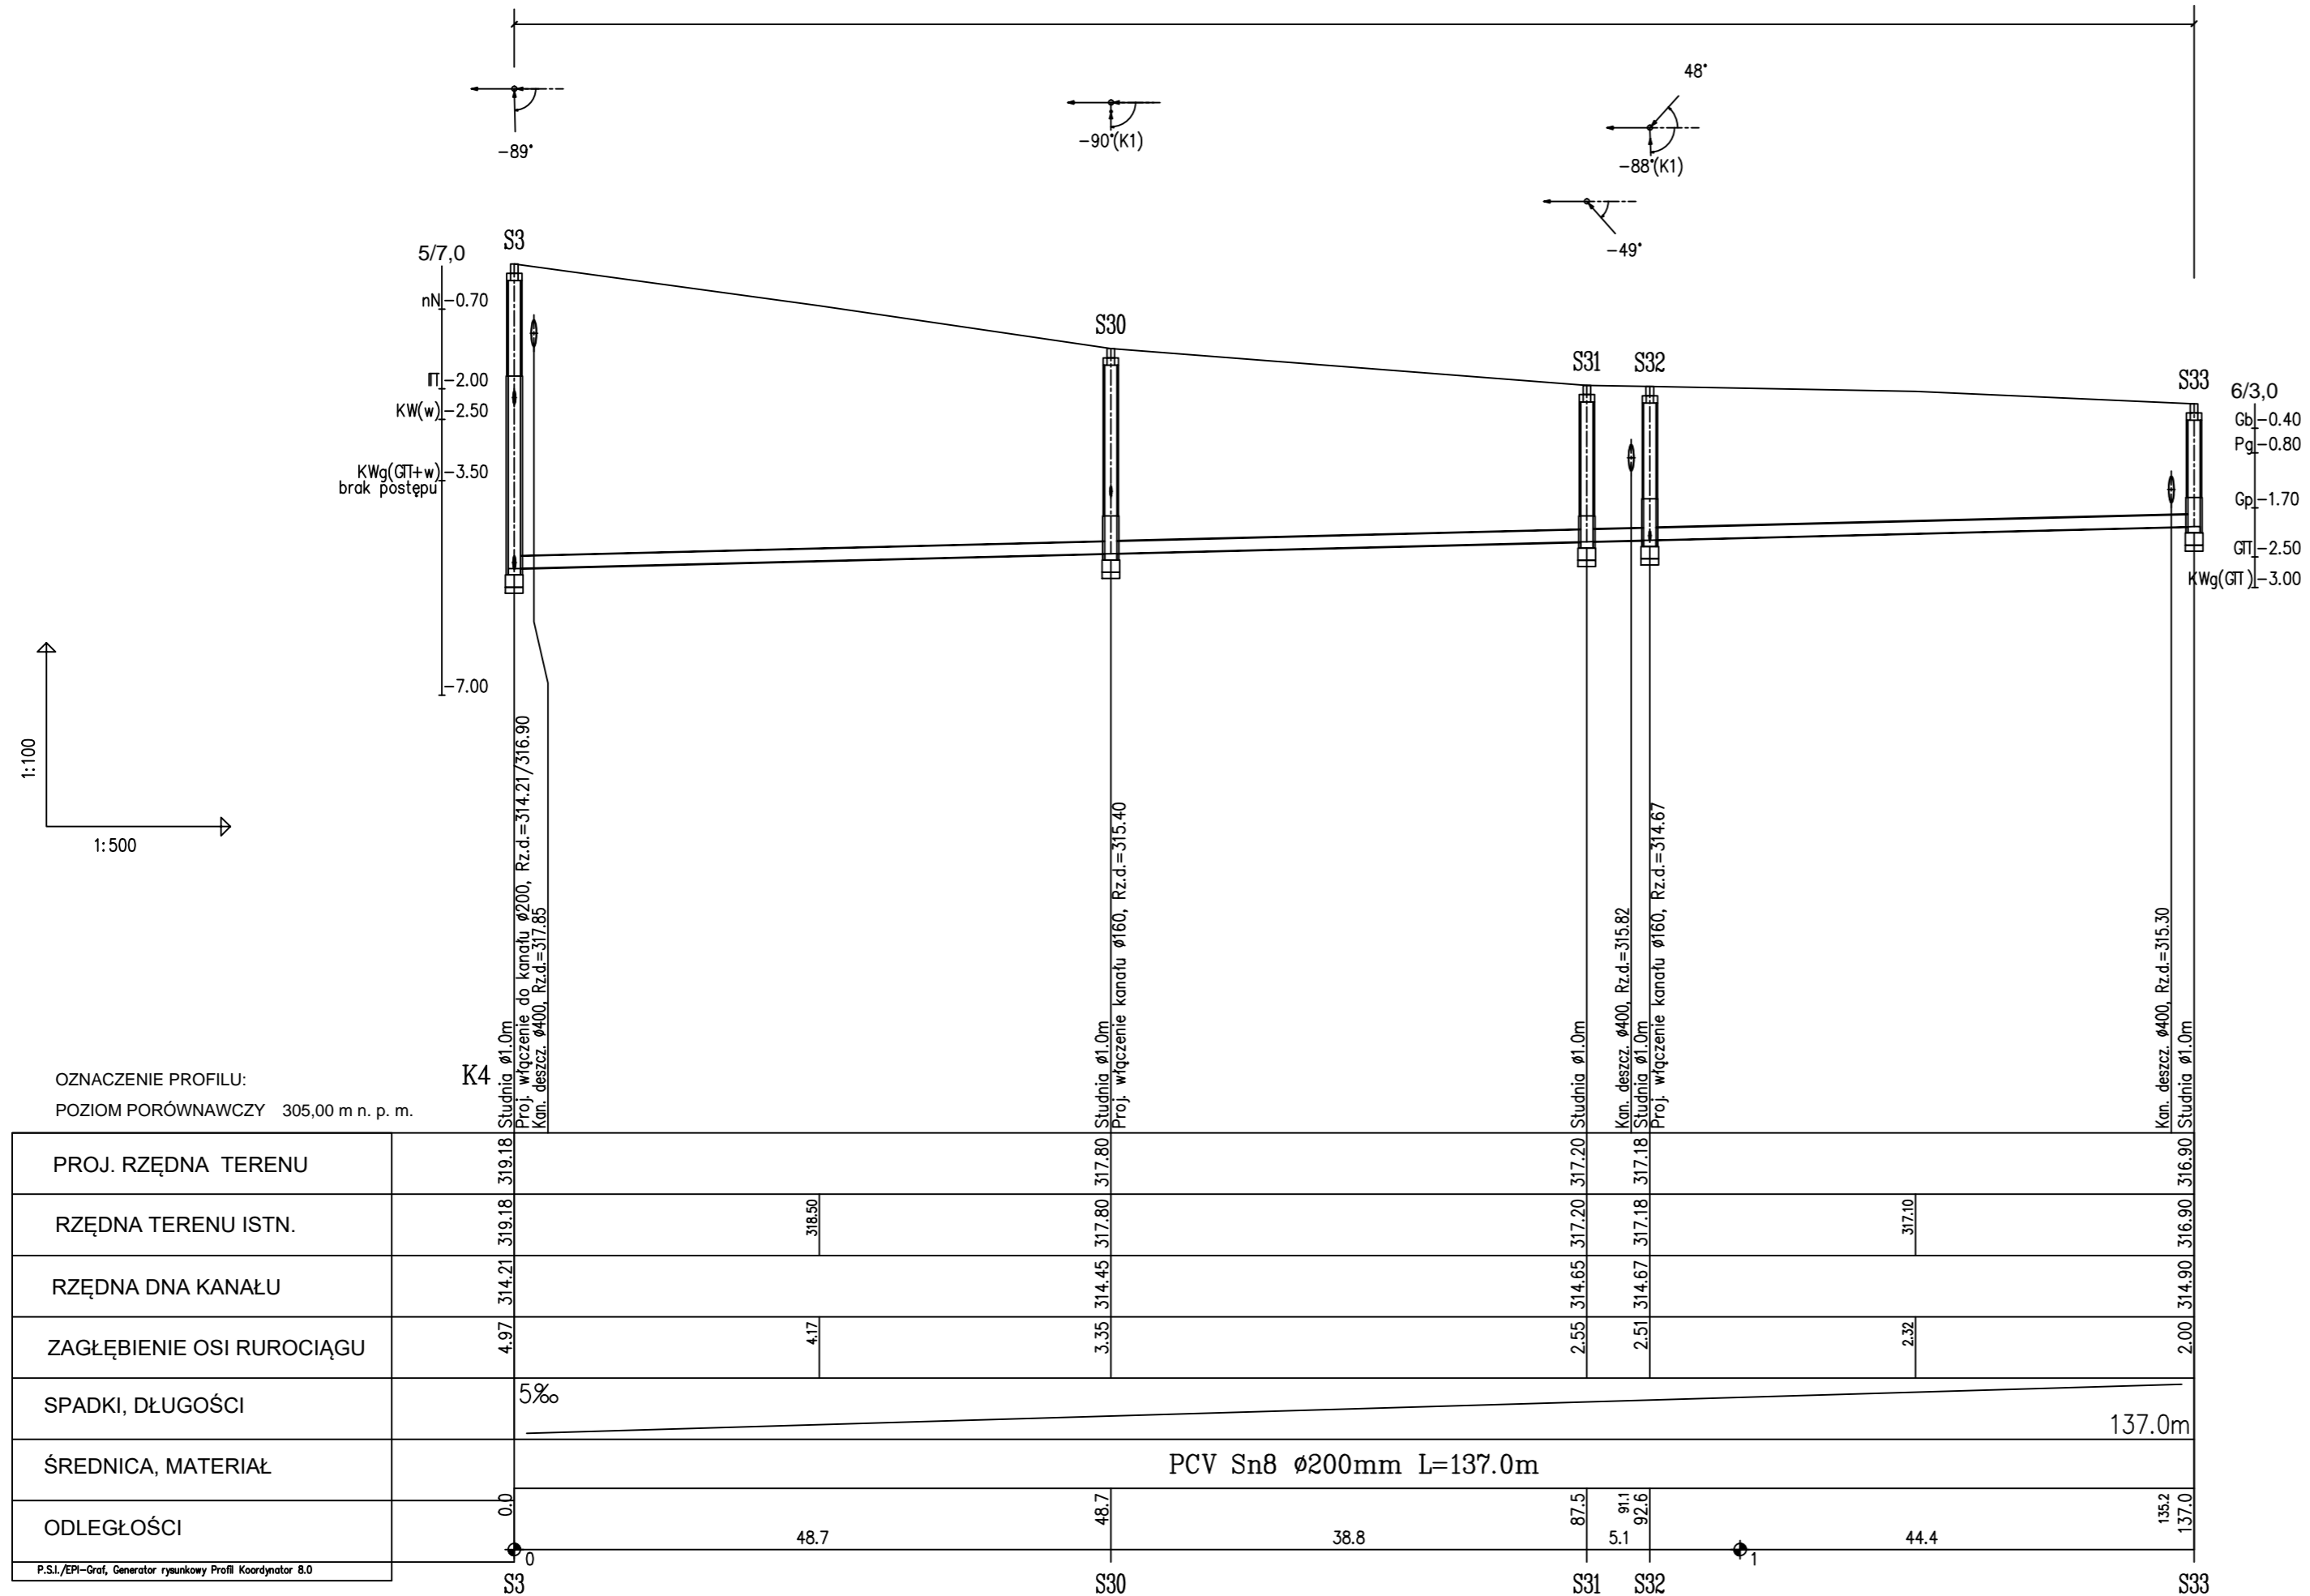 48°
-89°
-90°(K1)
-88°(K1)
-49°
5/7,0
S3
nN -0.70
S30
S31
S32
S33
6/3,0
Gb -0.40
Pg -0.80
Gp -1.70
-2.50
-3.00
-2.00
KW(w) -2.50
-3.50
brak postępu
-7.00
1:100
1:500
Studnia ø1.0m
Proj. włączenie do kanału ø200, Rz.d.=314.21/316.90
Kan. deszcz. ø400, Rz.d.=317.85
Studnia ø1.0m
Proj. włączenie kanału ø160, Rz.d.=315.40
Studnia ø1.0m
Kan. deszcz. ø400, Rz.d.=315.82
Studnia ø1.0m
Proj. włączenie kanału ø160, Rz.d.=314.67
Kan. deszcz. ø400, Rz.d.=315.30
Studnia ø1.0m
OZNACZENIE PROFILU: K4
POZIOM PORÓWNAWCZY 305,00 m n. p. m.
PROJ. RZĘDNA TERENU 319.18 317.80 317.20 317.18 316.90
RZĘDNA TERENU ISTN. 319.18 318.50 317.80 317.20 317.18 317.10 316.90
RZĘDNA DNA KANAŁU 314.21 314.45 314.65 314.67 314.90
ZAGŁĘBIENIE OSI RUROCIĄGU 4.97 4.17 3.35 2.55 2.51 2.32 2.00
SPADKI, DŁUGOŚCI 5‰ 137.0m
ŚREDNICA, MATERIAŁ PCV Sn8 ø200mm L=137.0m
0.0 48.7 87.5 91.1 92.6 135.2 137.0
ODLEGŁOŚCI 48.7 38.8 5.1 44.4
0 1
P.S.I./EPI-Graf, Generator rysunkowy Profil Koordynator 8.0
S3 S30 S31 S32 S33